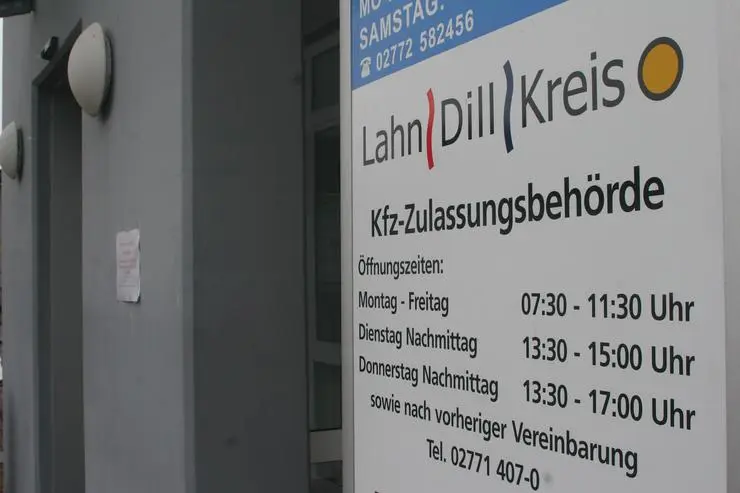 SAMSTAG.
☎ 02772 582456
Lahn Dill Kreis
Kfz-Zulassungsbehörde
Öffnungszeiten:
Montag - Freitag 07:30 - 11:30 Uhr
Dienstag Nachmittag 13:30 - 15:00 Uhr
Donnerstag Nachmittag 13:30 - 17:00 Uhr
sowie nach vorheriger Vereinbarung
Tel. 02771 407-0